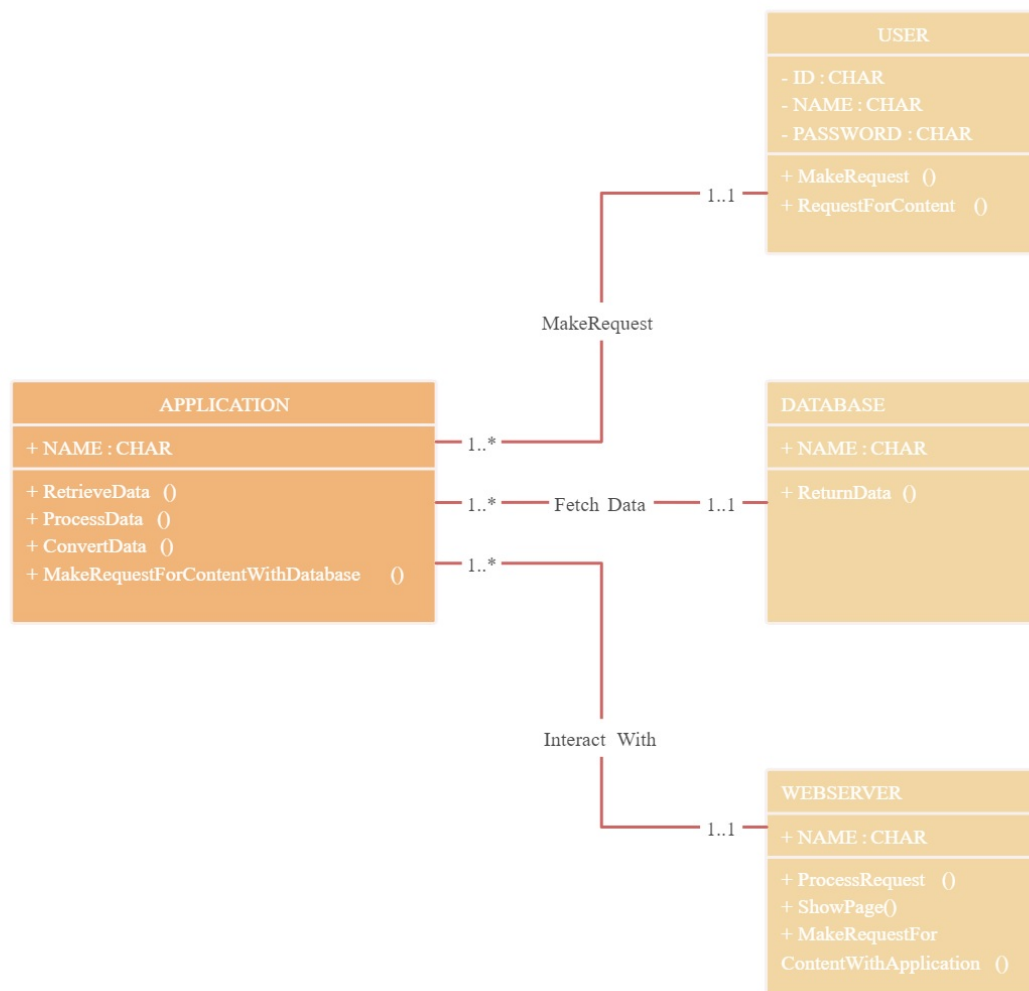 USER
- ID : CHAR
- NAME : CHAR
- PASSWORD : CHAR
+ MakeRequest ()
+ RequestForContent ()
1..1
MakeRequest
APPLICATION
+ NAME : CHAR
+ RetrieveData ()
+ ProcessData ()
+ ConvertData ()
+ MakeRequestForContentWithDatabase ()
1..*
1..* Fetch Data 1..1
1..*
DATABASE
+ NAME : CHAR
+ ReturnData ()
Interact With
1..1
WEBSERVER
+ NAME : CHAR
+ ProcessRequest ()
+ ShowPage()
+ MakeRequestFor
ContentWithApplication ()